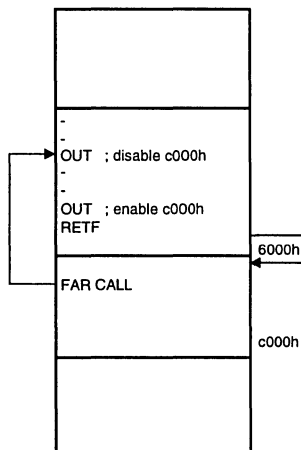 -
-
OUT ; disable c000h
-
-
OUT ; enable c000h
RETF
6000h
FAR CALL
c000h